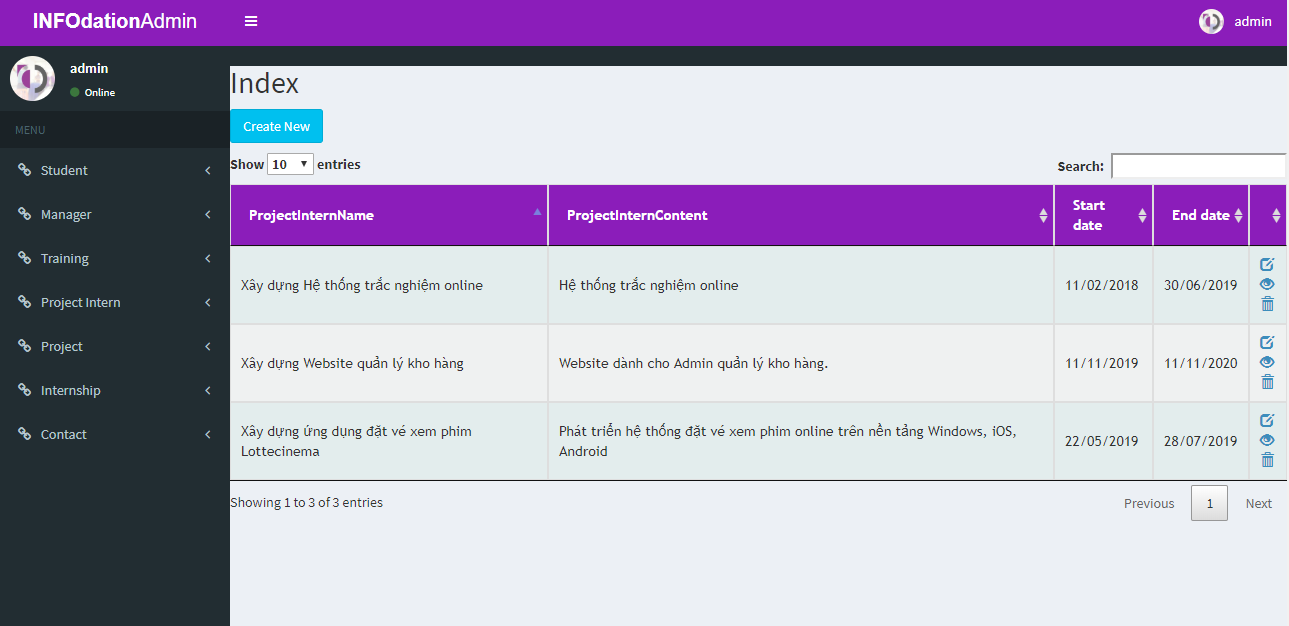 INFOdationAdmin
admin
admin
Online
MENU
Student
Manager
Training
Project Intern
Project
Internship
Contact
Index
Create New
Show 10 entries
Search:
ProjectInternName ProjectInternContent Start date End date
Xây dựng Hệ thống trắc nghiệm online Hệ thống trắc nghiệm online 11/02/2018 30/06/2019
Xây dựng Website quản lý kho hàng Website dành cho Admin quản lý kho hàng. 11/11/2019 11/11/2020
Xây dựng ứng dụng đặt vé xem phim
Lottecinema
Phát triển hệ thống đặt vé xem phim online trên nền tảng Windows, iOS,
Android
22/05/2019 28/07/2019
Showing 1 to 3 of 3 entries
Previous 1 Next